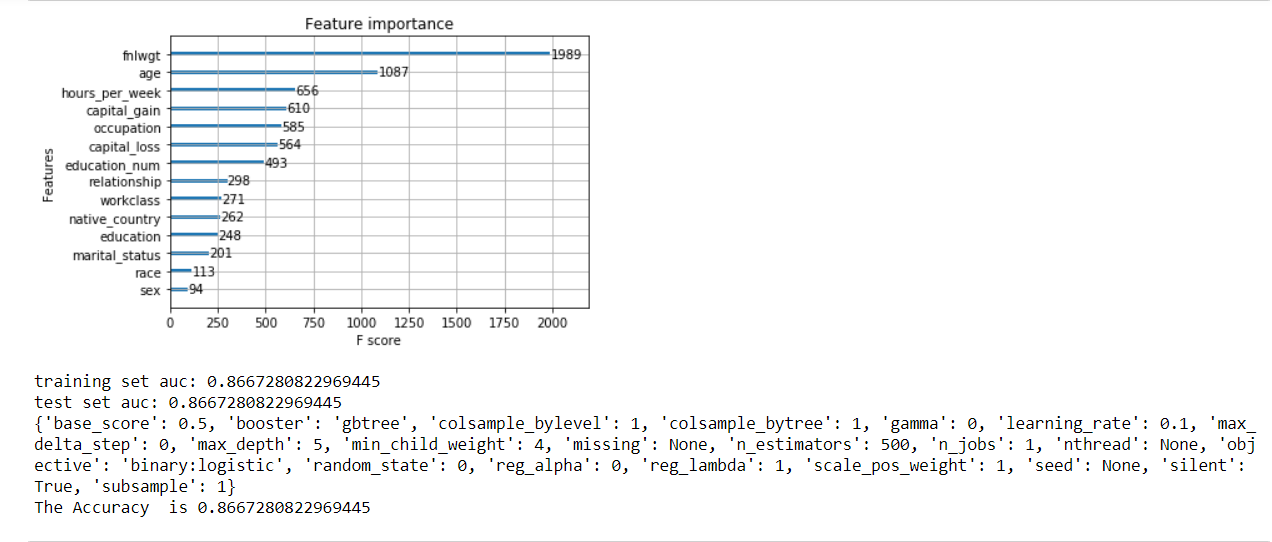 Feature importance
fnlwgt 1989
age 1087
hours_per_week 656
capital_gain 610
occupation 585
capital_loss 564
education_num 493
relationship 298
workclass 271
native_country 262
education 248
marital_status 201
race 113
sex 94
Features
0 250 500 750 1000 1250 1500 1750 2000
F score
training set auc: 0.8667280822969445
test set auc: 0.8667280822969445
{'base_score': 0.5, 'booster': 'gbtree', 'colsample_bylevel': 1, 'colsample_bytree': 1, 'gamma': 0, 'learning_rate': 0.1, 'max_
delta_step': 0, 'max_depth': 5, 'min_child_weight': 4, 'missing': None, 'n_estimators': 500, 'n_jobs': 1, 'nthread': None, 'obj
ective': 'binary:logistic', 'random_state': 0, 'reg_alpha': 0, 'reg_lambda': 1, 'scale_pos_weight': 1, 'seed': None, 'silent':
True, 'subsample': 1}
The Accuracy  is 0.8667280822969445